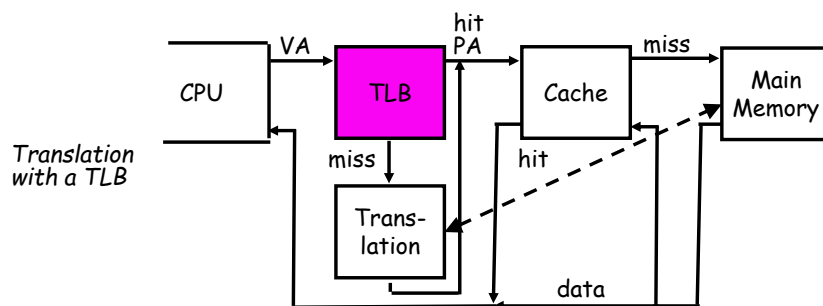 hit
VA
PA
miss
CPU
TLB
Cache
Main
Memory
miss
hit
Translation
with a TLB
Trans-
lation
data